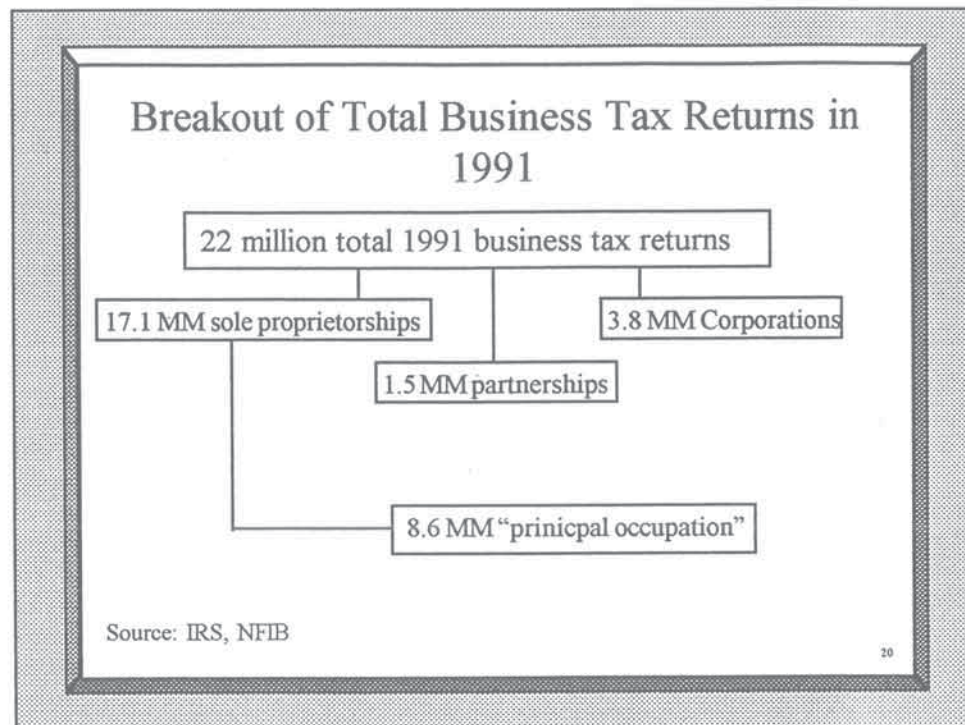 Breakout of Total Business Tax Returns in
1991
22 million total 1991 business tax returns
17.1 MM sole proprietorships
3.8 MM Corporations
1.5 MM partnerships
8.6 MM “prinicpal occupation”
Source: IRS, NFIB
20